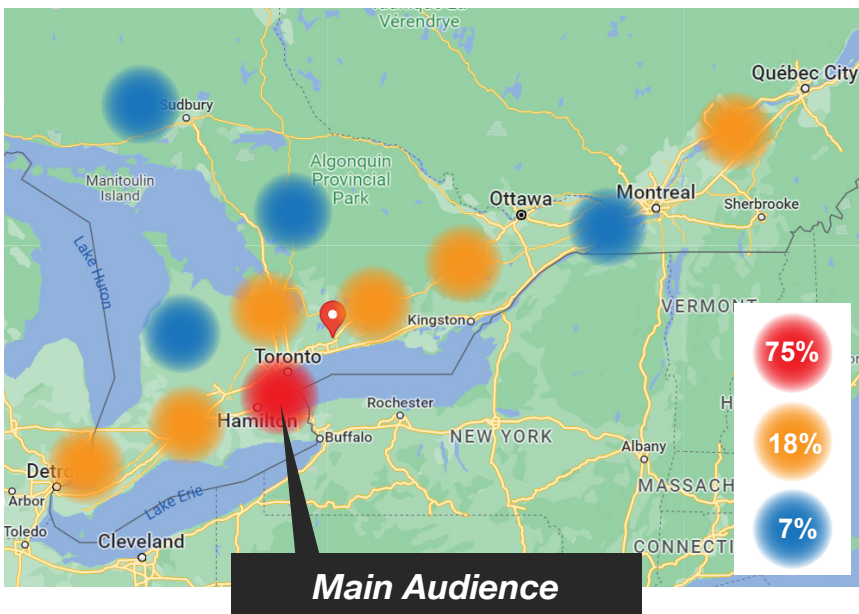 Vérendrye
Québec City
Sudbury
Algonquin
Provincial
Park
Manitoulin
Island
Ottawa
Montreal
Sherbrooke
Lake Huron
VERMONT
Kingston
75%
Toronto
Hamilton
Rochester
Buffalo
NEW YORK
18%
Albany
Detro
MASSACH
Arbor
Lake Erie
7%
Toledo
Cleveland
CONNECTI
Main Audience